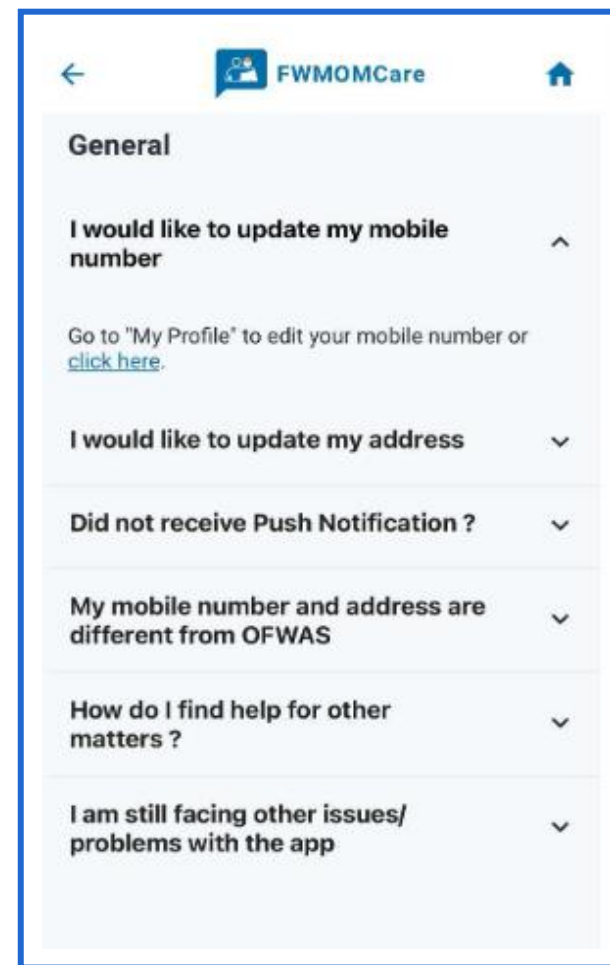 FWMOMCare
General
I would like to update my mobile
number
Go to "My Profile" to edit your mobile number or
click here.
I would like to update my address
Did not receive Push Notification ?
My mobile number and address are
different from OFWAS
How do I find help for other
matters ?
I am still facing other issues/
problems with the app